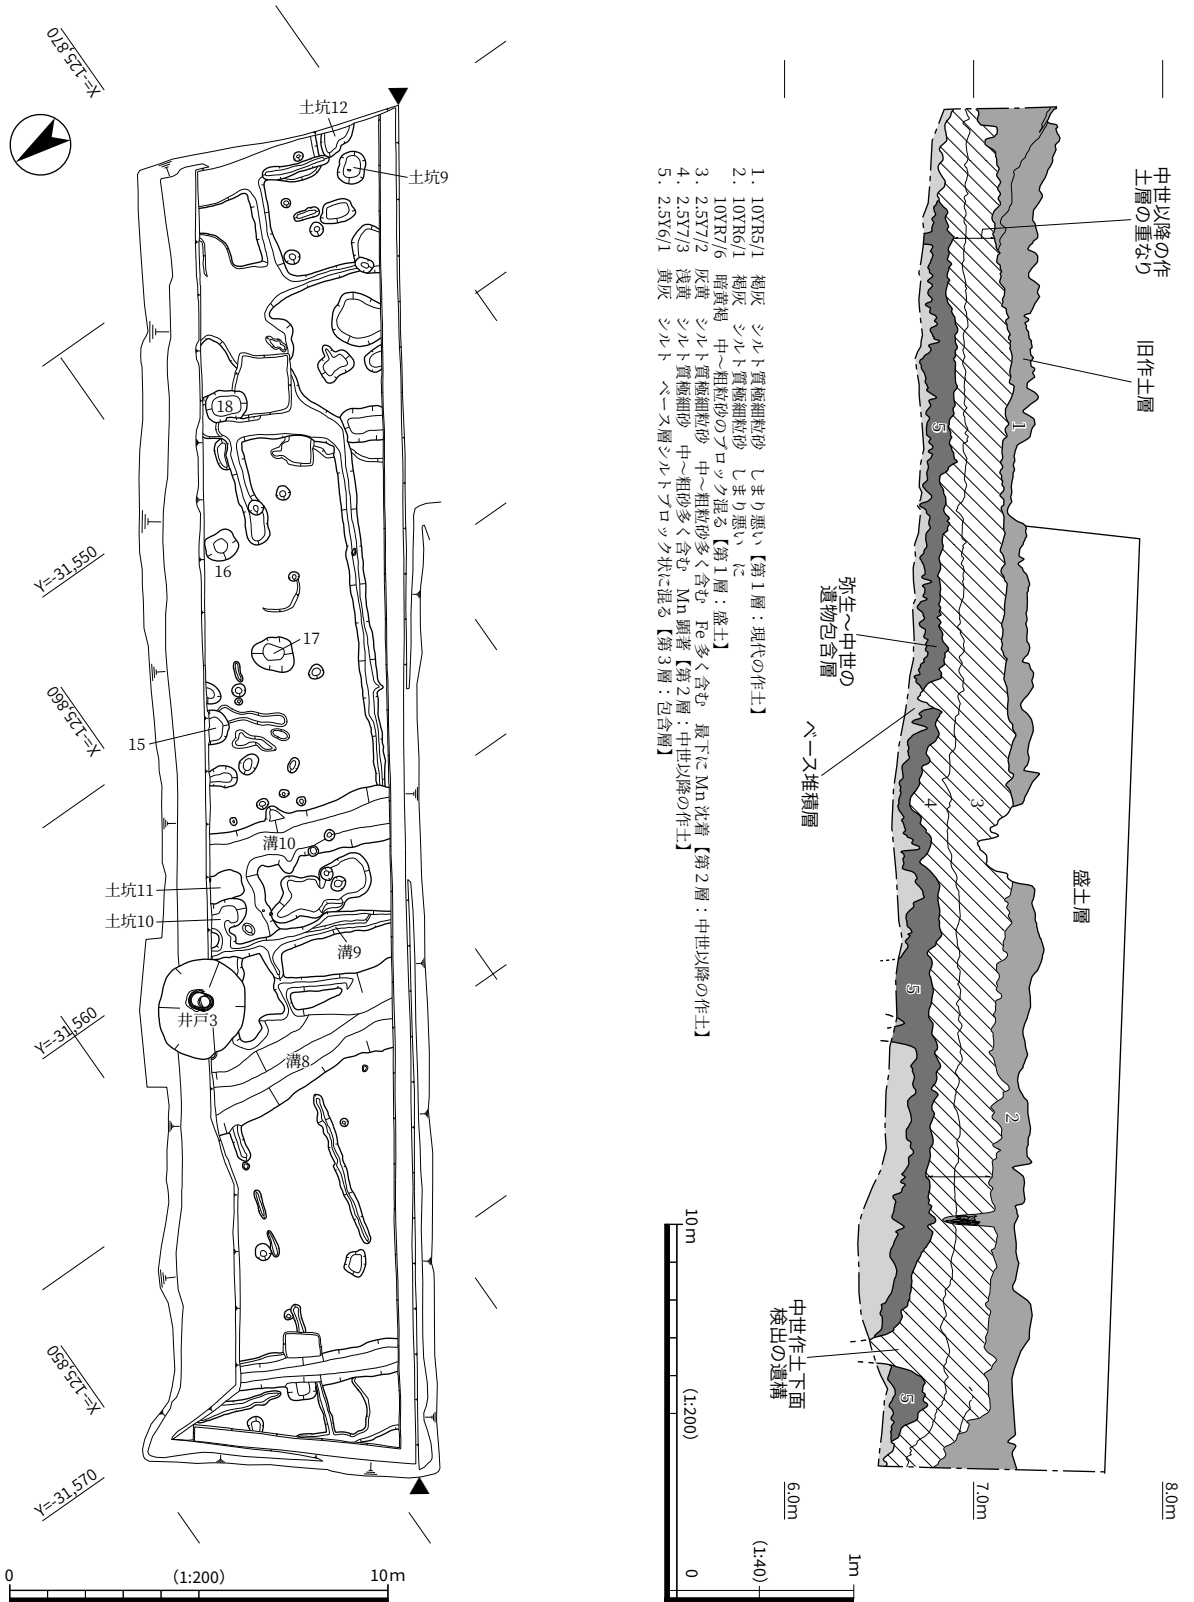 X=-125,870
土坑12
土坑9
18
Y=-31,550
16
17
X=-125,860
15
溝10
土坑11
土坑10
溝9
井戸3
Y=-31,560
溝8
X=-125,850
Y=-31,570
0
(1:200)
10m
中世以降の作
土層の重なり
旧作土層
1
5
弥生～中世の
遺物包含層
ベース堆積層
3
4
盛土層
5
2
中世作土下面
検出の遺構
5
1. 10YR5/1 褐灰 シルト質極細粒砂 しまり悪い【第1層：現代の作土】
2. 10YR6/1 褐灰 シルト質極細粒砂 しまり悪い に
10YR7/6 暗黄褐 中～粗粒砂のブロック混る【第1層：盛土】
3. 2.5Y7/2 灰黄 シルト質極細粒砂 中～粗粒砂多く含む Fe多く含む 最下にMn沈着【第2層：中世以降の作土】
4. 2.5Y7/3 浅黄 シルト質極細砂 中～粗砂多く含む Mn顕著【第2層：中世以降の作土】
5. 2.5Y6/1 黄灰 シルト ベース層シルトブロック状に混る【第3層：包含層】
8.0m
7.0m
6.0m
10m
(1:200)
0
(1:40)
1m